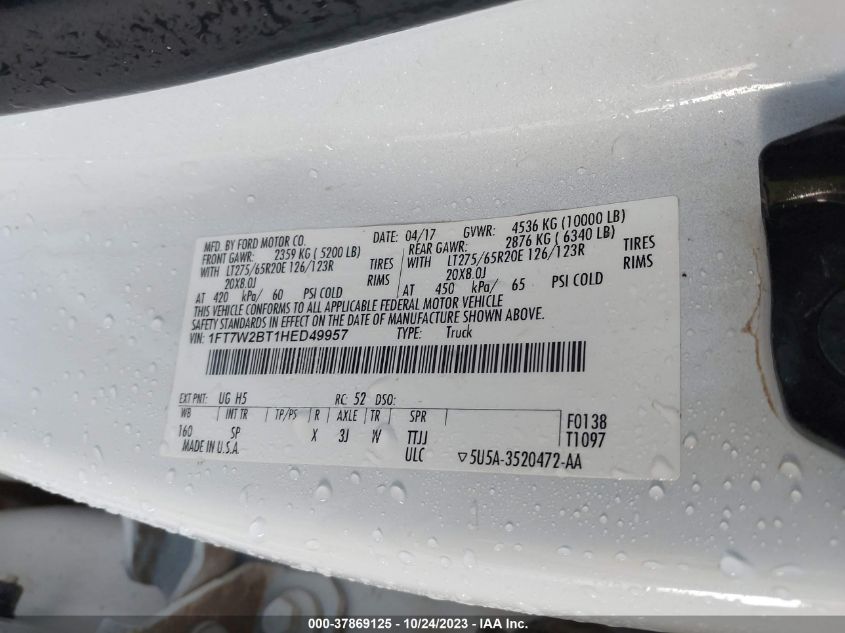 MFD. BY FORD MOTOR CO. DATE: 04/17 GVWR: 4536 KG (10000 LB)
FRONT GAWR: 2359 KG ( 5200 LB) REAR GAWR: 2876 KG ( 6340 LB)
WITH LT275/65R20E 126/123R TIRES WITH LT275/65R20E 126/123R TIRES
20X8.0J RIMS 20X8.0J RIMS
AT 420 kPa/ 60 PSI COLD AT 450 kPa/ 65 PSI COLD
THIS VEHICLE CONFORMS TO ALL APPLICABLE FEDERAL MOTOR VEHICLE
SAFETY STANDARDS IN EFFECT ON THE DATE OF MANUFACTURE SHOWN ABOVE.
VIN: 1FT7W2BT1HED49957 TYPE: Truck
EXT PNT: UG H5 RC: 52 DSO:
WB INT TR TP/PS R AXLE TR SPR F0138
160 SP X 3J W TTJJ T1097
MADE IN U.S.A. ULC ▽5U5A-3520472-AA
000-37869125 - 10/24/2023 - IAA Inc.